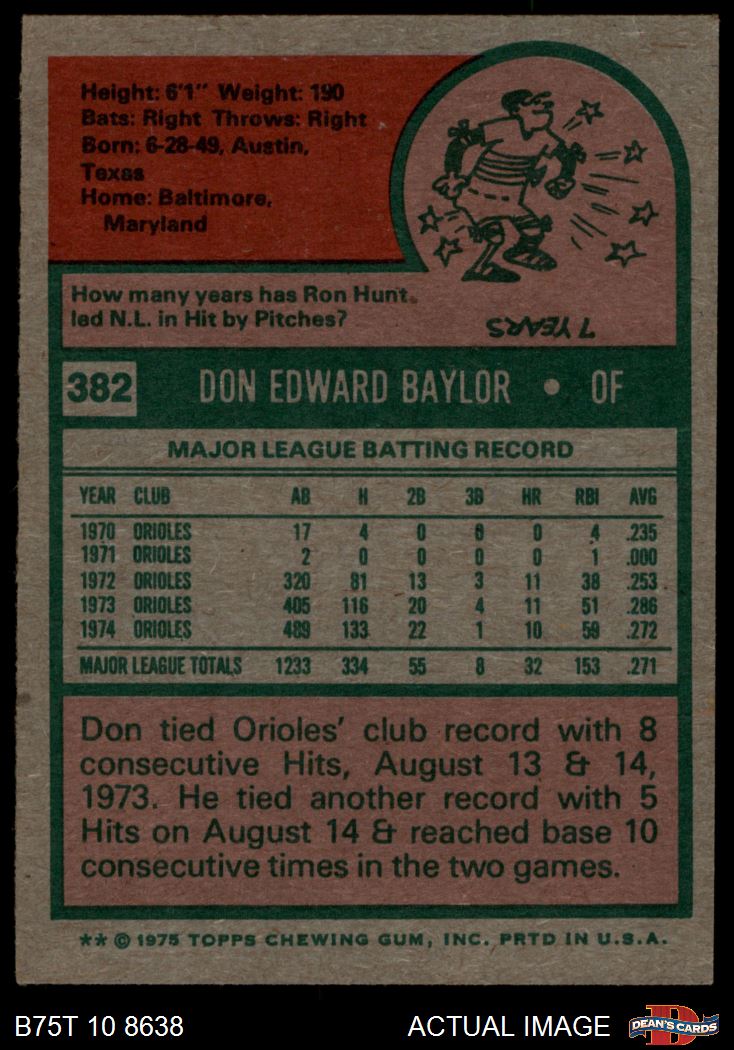 Height: 6'1" Weight: 190
Bats: Right Throws: Right
Born: 6-28-49, Austin,
Texas
Home: Baltimore,
Maryland
How many years has Ron Hunt
led N.L. in Hit by Pitches?
7 YEARS
382 DON EDWARD BAYLOR • OF
MAJOR LEAGUE BATTING RECORD
YEAR CLUB AB H 2B 3B HR RBI AVG
1970 ORIOLES 17 4 0 0 0 4 .235
1971 ORIOLES 2 0 0 0 0 1 .000
1972 ORIOLES 320 81 13 3 11 38 .253
1973 ORIOLES 405 116 20 4 11 51 .286
1974 ORIOLES 489 133 22 1 10 59 .272
MAJOR LEAGUE TOTALS 1233 334 55 8 32 153 .271
Don tied Orioles' club record with 8
consecutive Hits, August 13 & 14,
1973. He tied another record with 5
Hits on August 14 & reached base 10
consecutive times in the two games.
** © 1975 TOPPS CHEWING GUM, INC. PRTD IN U.S.A.
B75T 10 8638 ACTUAL IMAGE DEAN'S CARDS